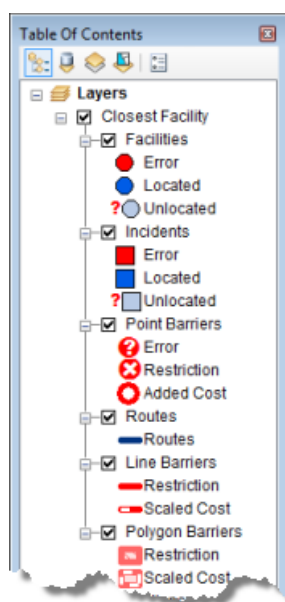 Table Of Contents
Layers
Closest Facility
Facilities
Error
Located
? Unlocated
Incidents
Error
Located
? Unlocated
Point Barriers
? Error
Restriction
Added Cost
Routes
Routes
Line Barriers
Restriction
Scaled Cost
Polygon Barriers
Restriction
Scaled Cost